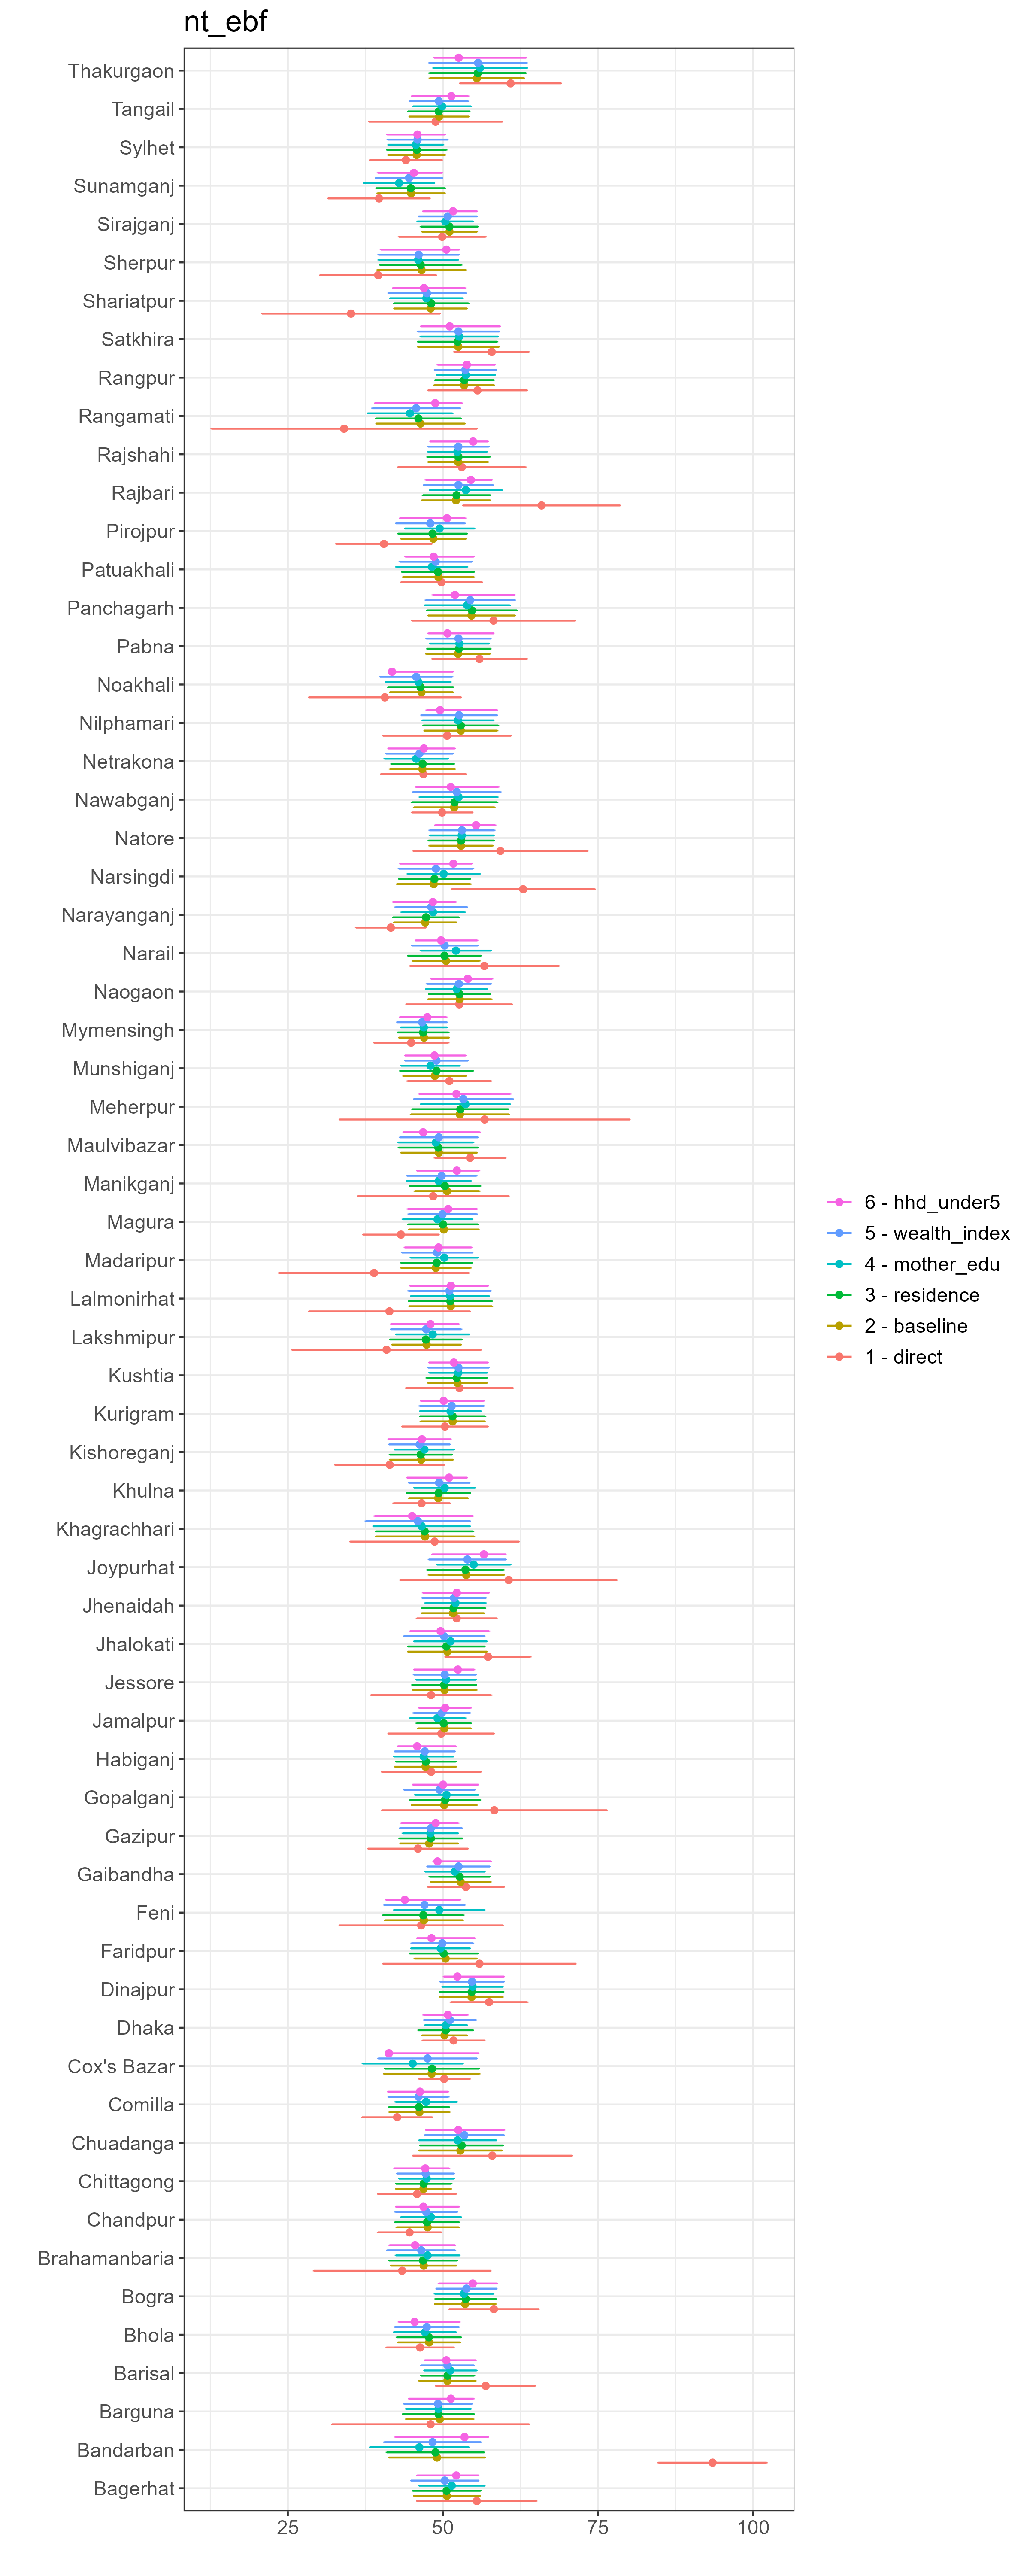 nt_ebf
Thakurgaon
Tangail
Sylhet
Sunamganj
Sirajganj
Sherpur
Shariatpur
Satkhira
Rangpur
Rangamati
Rajshahi
Rajbari
Pirojpur
Patuakhali
Panchagarh
Pabna
Noakhali
Nilphamari
Netrakona
Nawabganj
Natore
Narsingdi
Narayanganj
Narail
Naogaon
Mymensingh
Munshiganj
Meherpur
Maulvibazar
Manikganj
Magura
Madaripur
Lalmonirhat
Lakshmipur
Kushtia
Kurigram
Kishoreganj
Khulna
Khagrachhari
Joypurhat
Jhenaidah
Jhalokati
Jessore
Jamalpur
Habiganj
Gopalganj
Gazipur
Gaibandha
Feni
Faridpur
Dinajpur
Dhaka
Cox's Bazar
Comilla
Chuadanga
Chittagong
Chandpur
Brahamanbaria
Bogra
Bhola
Barisal
Barguna
Bandarban
Bagerhat
25 50 75 100
6 - hhd_under5
5 - wealth_index
4 - mother_edu
3 - residence
2 - baseline
1 - direct